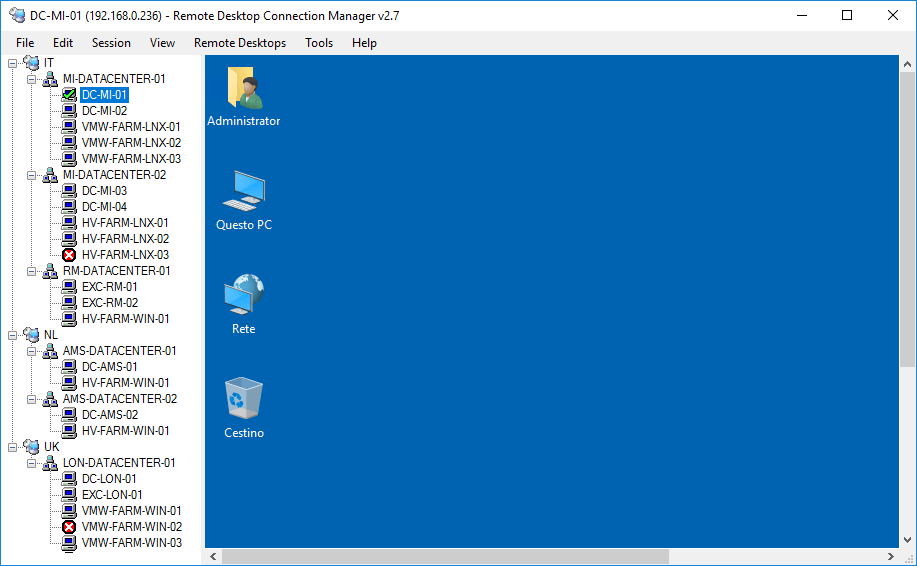 DC-MI-01 (192.168.0.236) - Remote Desktop Connection Manager v2.7
File Edit Session View Remote Desktops Tools Help
IT
MI-DATACENTER-01
DC-MI-01
DC-MI-02
VMW-FARM-LNX-01
VMW-FARM-LNX-02
VMW-FARM-LNX-03
MI-DATACENTER-02
DC-MI-03
DC-MI-04
HV-FARM-LNX-01
HV-FARM-LNX-02
HV-FARM-LNX-03
RM-DATACENTER-01
EXC-RM-01
EXC-RM-02
HV-FARM-WIN-01
NL
AMS-DATACENTER-01
DC-AMS-01
HV-FARM-WIN-01
AMS-DATACENTER-02
DC-AMS-02
HV-FARM-WIN-01
UK
LON-DATACENTER-01
DC-LON-01
EXC-LON-01
VMW-FARM-WIN-01
VMW-FARM-WIN-02
VMW-FARM-WIN-03
Administrator
Questo PC
Rete
Cestino